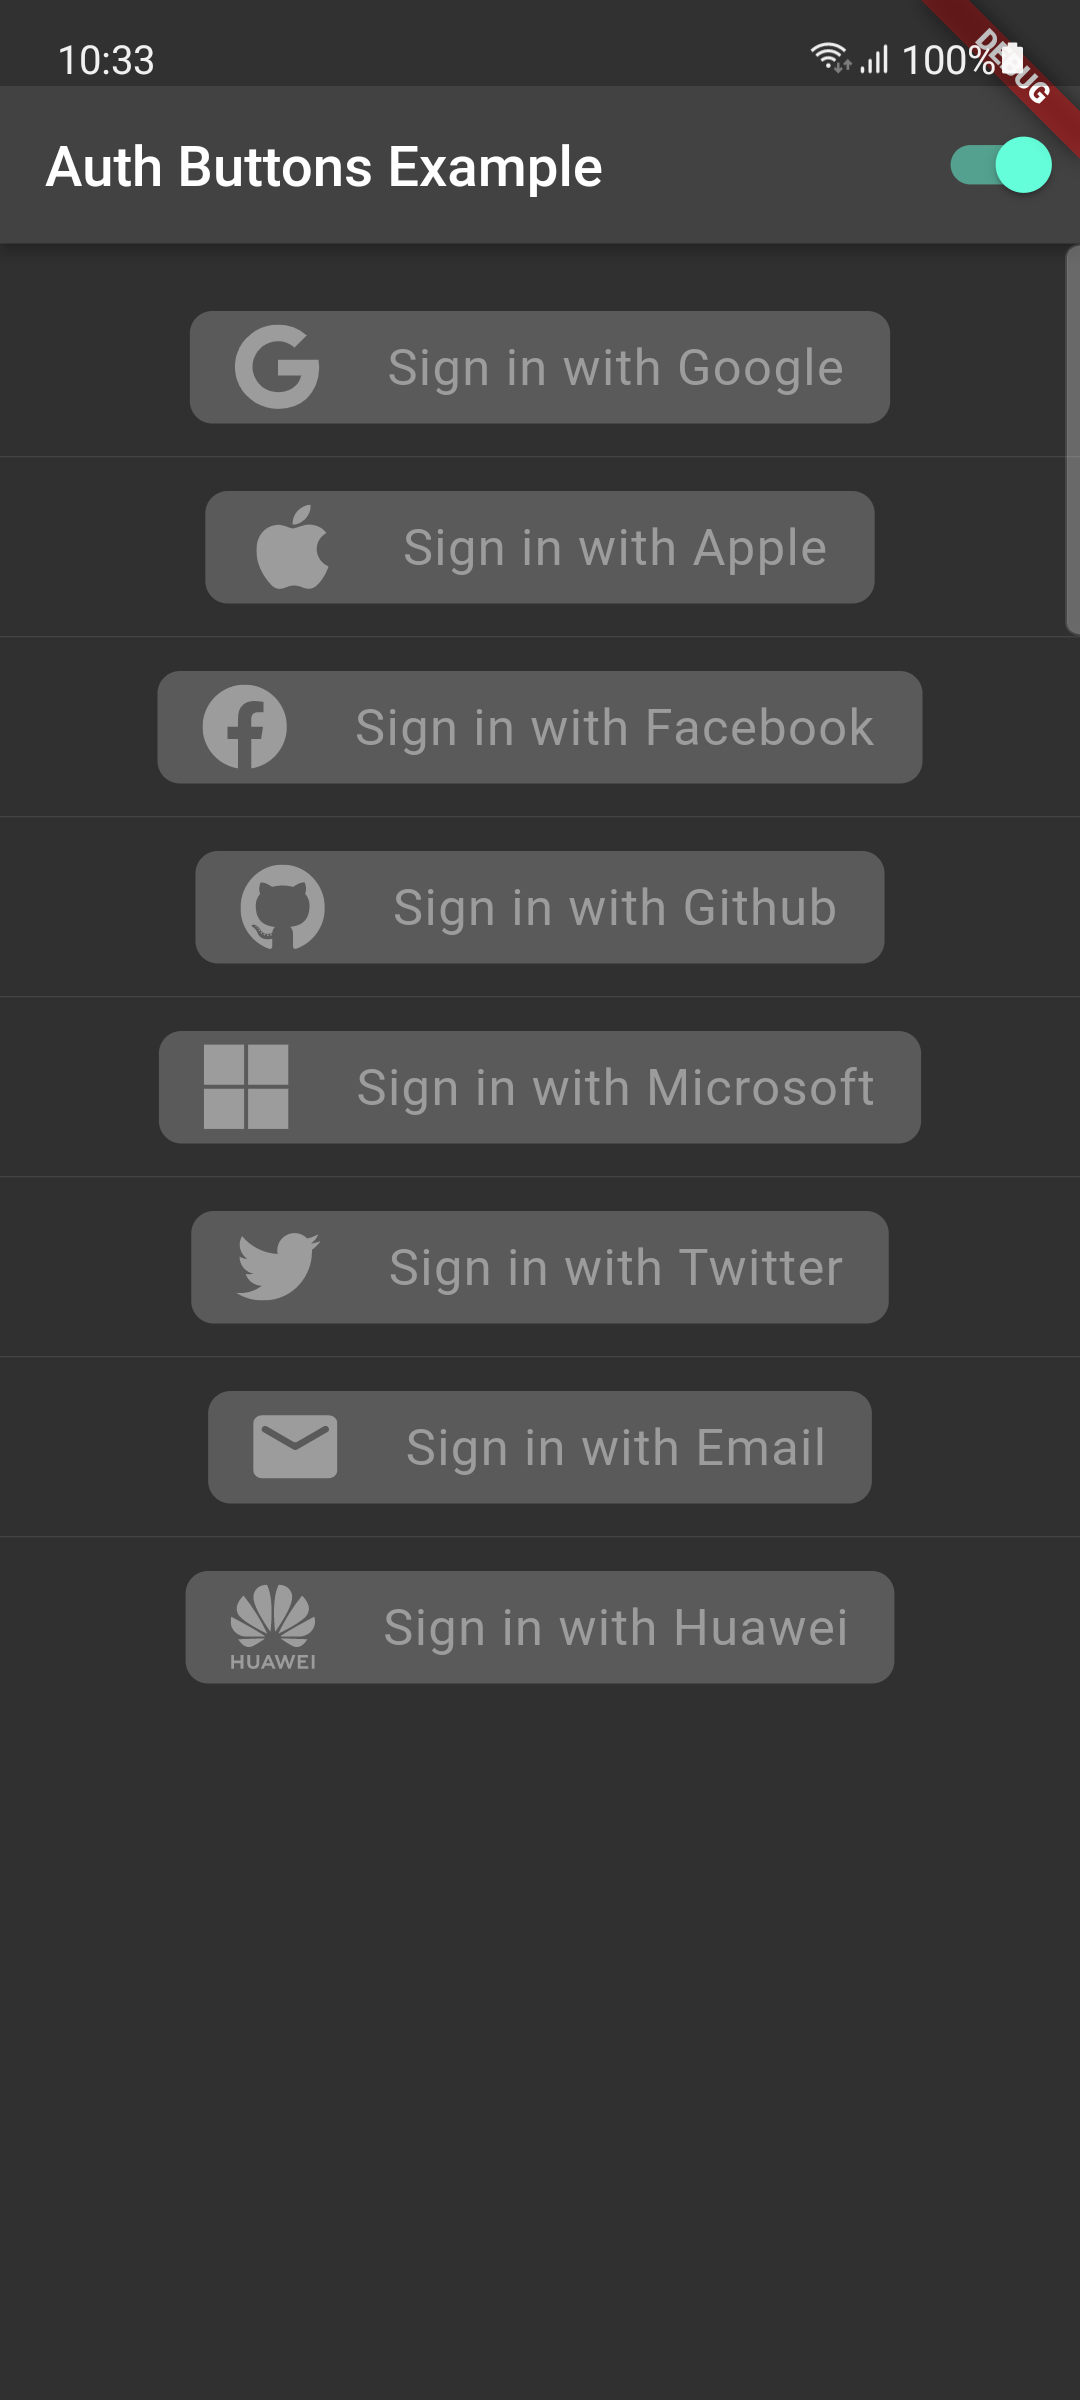 10:33
100%
DEBUG
Auth Buttons Example
Sign in with Google
Sign in with Apple
Sign in with Facebook
Sign in with Github
Sign in with Microsoft
Sign in with Twitter
Sign in with Email
HUAWEI
Sign in with Huawei